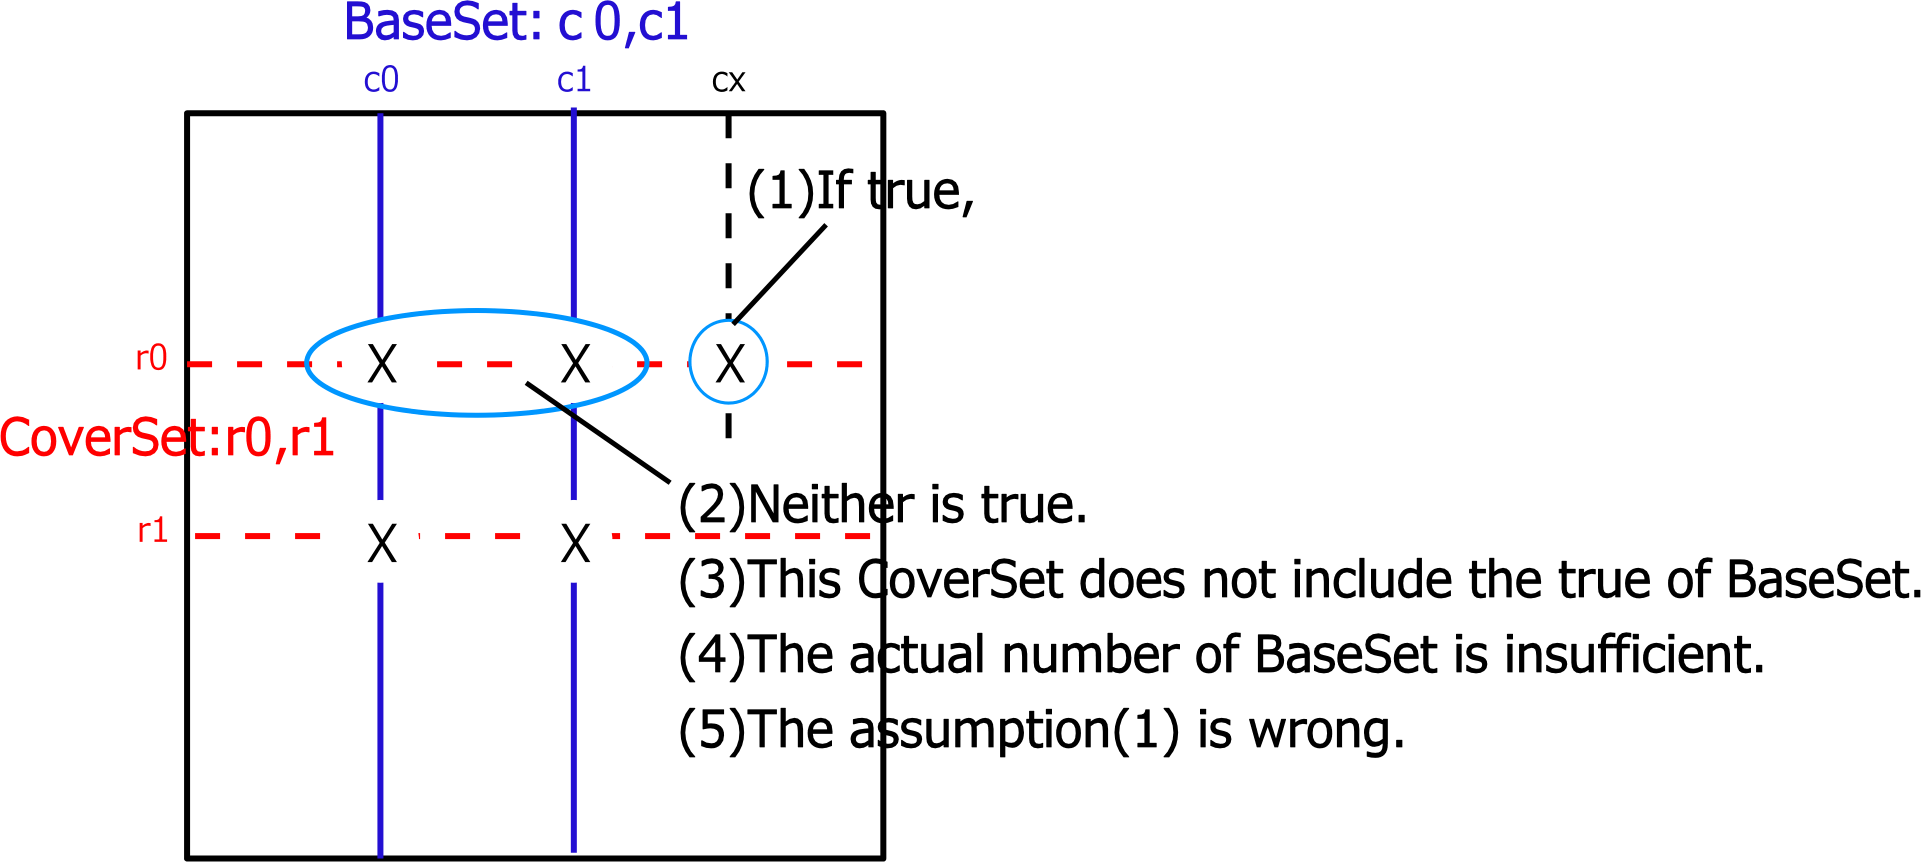 BaseSet: c 0,c1
c0 c1 cx
(1)If true,
r0 X X X
CoverSet:r0,r1
(2)Neither is true.
r1 X X
(3)This CoverSet does not include the true of BaseSet.
(4)The actual number of BaseSet is insufficient.
(5)The assumption(1) is wrong.